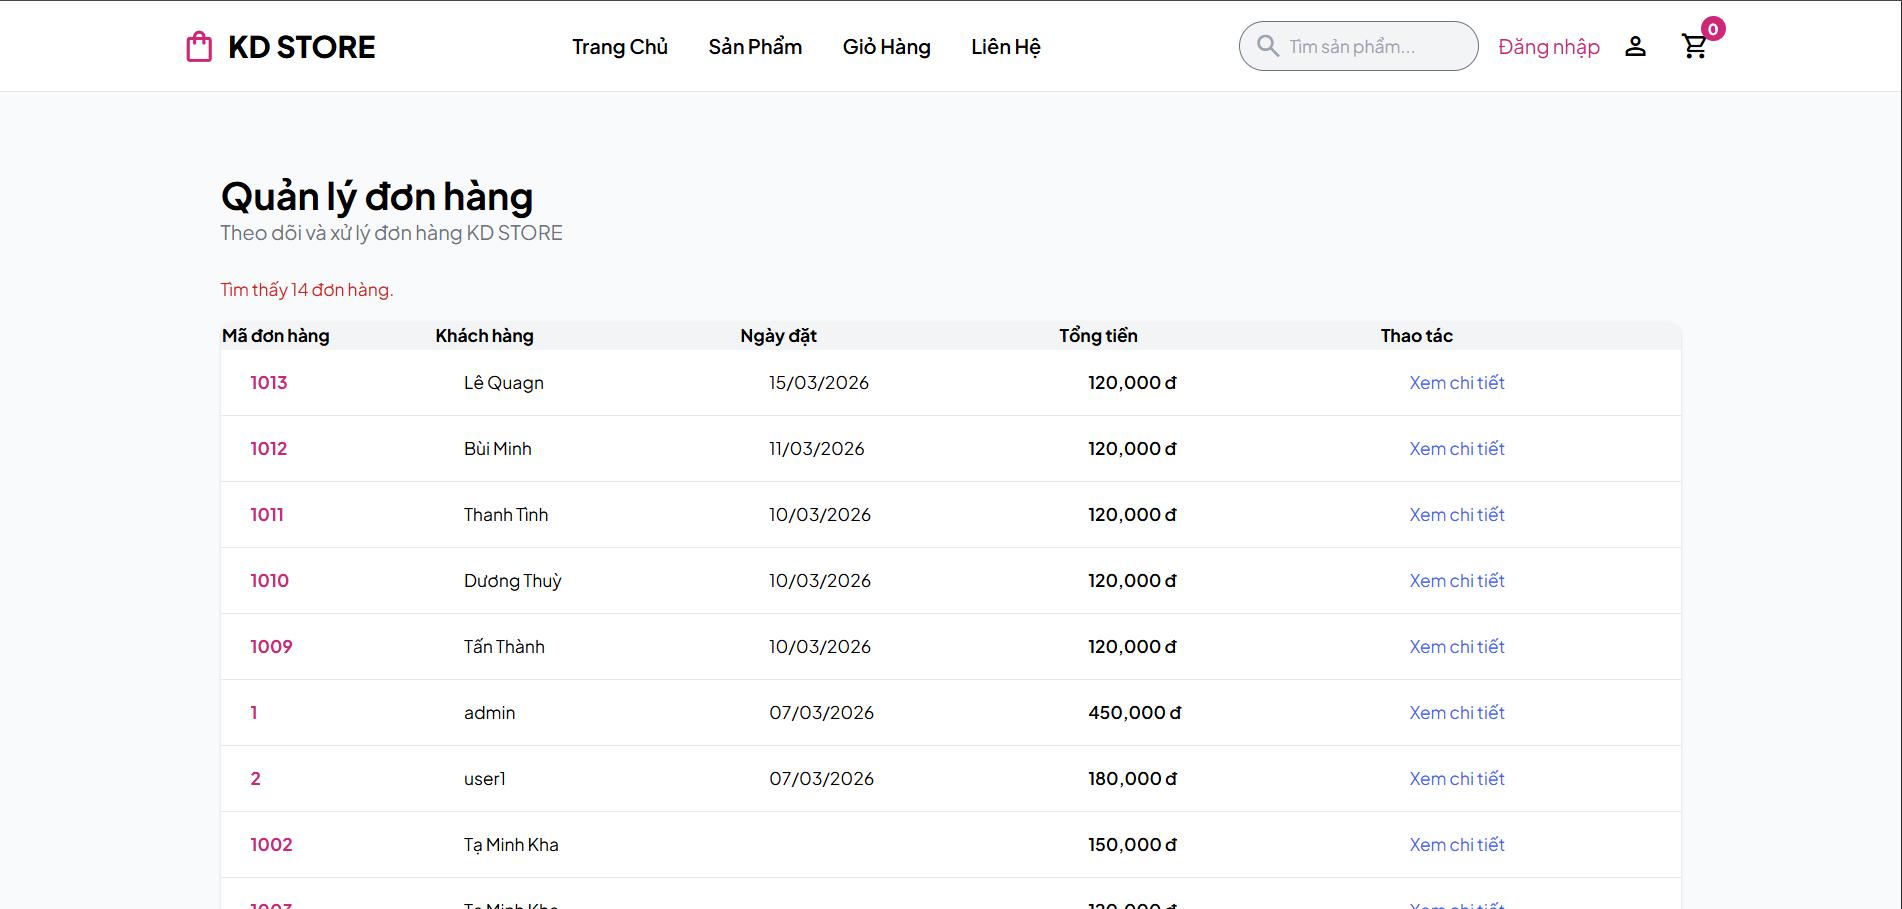 KD STORE Trang Chủ Sản Phẩm Giỏ Hàng Liên Hệ Tìm sản phẩm... Đăng nhập 0
Quản lý đơn hàng
Theo dõi và xử lý đơn hàng KD STORE
Tìm thấy 14 đơn hàng.
Mã đơn hàng Khách hàng Ngày đặt Tổng tiền Thao tác
1013 Lê Quagn 15/03/2026 120,000 đ Xem chi tiết
1012 Bùi Minh 11/03/2026 120,000 đ Xem chi tiết
1011 Thanh Tình 10/03/2026 120,000 đ Xem chi tiết
1010 Dương Thuỳ 10/03/2026 120,000 đ Xem chi tiết
1009 Tấn Thành 10/03/2026 120,000 đ Xem chi tiết
1 admin 07/03/2026 450,000 đ Xem chi tiết
2 user1 07/03/2026 180,000 đ Xem chi tiết
1002 Tạ Minh Kha 150,000 đ Xem chi tiết